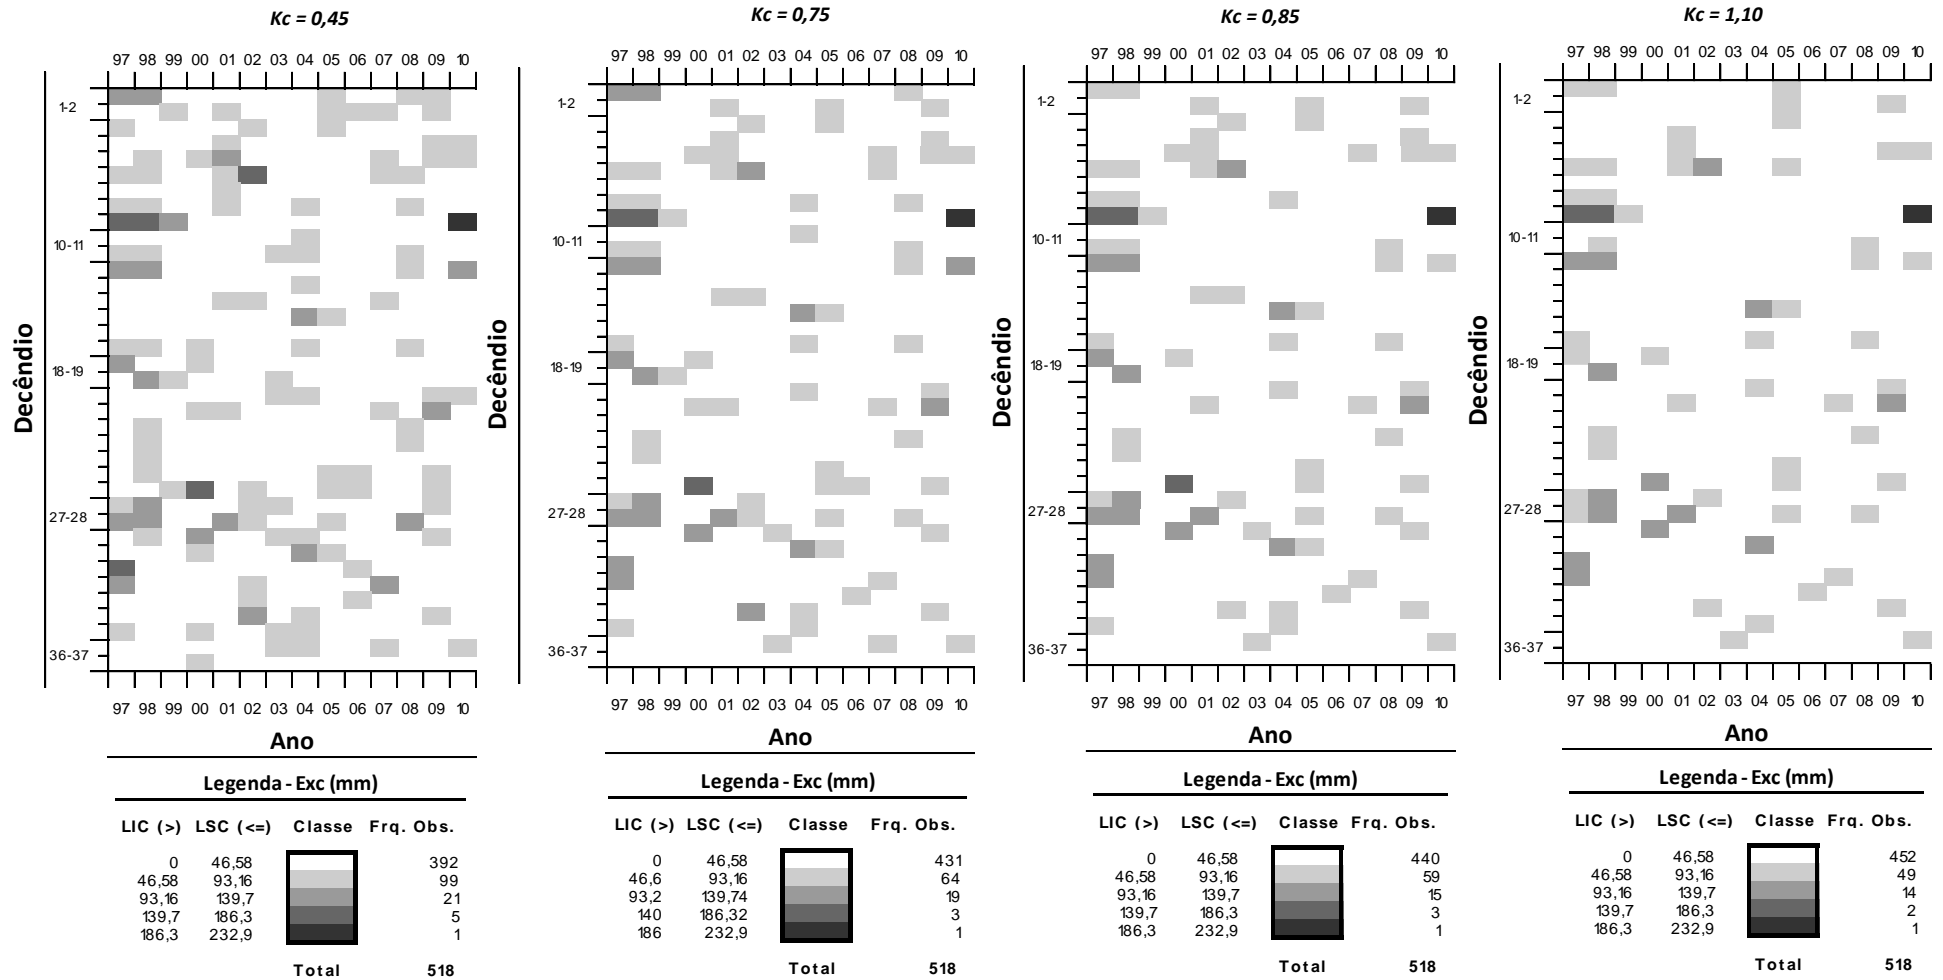 Kc = 0,45
97 98 99 00 01 02 03 04 05 06 07 08 09 10
Decêndio
1-2
10-11
18-19
27-28
36-37
97 98 99 00 01 02 03 04 05 06 07 08 09 10
Ano
Legenda - Exc (mm)
LIC (>) LSC (<=) Classe Frq. Obs.
0 46,58 392
46,58 93,16 99
93,16 139,7 21
139,7 186,3 5
186,3 232,9 1
Total 518
Kc = 0,75
97 98 99 00 01 02 03 04 05 06 07 08 09 10
Decêndio
1-2
10-11
18-19
27-28
36-37
97 98 99 00 01 02 03 04 05 06 07 08 09 10
Ano
Legenda - Exc (mm)
LIC (>) LSC (<=) Classe Frq. Obs.
0 46,58 431
46,6 93,16 64
93,2 139,74 19
140 186,32 3
186 232,9 1
Total 518
Kc = 0,85
97 98 99 00 01 02 03 04 05 06 07 08 09 10
Decêndio
1-2
10-11
18-19
27-28
36-37
97 98 99 00 01 02 03 04 05 06 07 08 09 10
Ano
Legenda - Exc (mm)
LIC (>) LSC (<=) Classe Frq. Obs.
0 46,58 440
46,58 93,16 59
93,16 139,7 15
139,7 186,3 3
186,3 232,9 1
Total 518
Kc = 1,10
97 98 99 00 01 02 03 04 05 06 07 08 09 10
Decêndio
1-2
10-11
18-19
27-28
36-37
97 98 99 00 01 02 03 04 05 06 07 08 09 10
Ano
Legenda - Exc (mm)
LIC (>) LSC (<=) Classe Frq. Obs.
0 46,58 452
46,58 93,16 49
93,16 139,7 14
139,7 186,3 2
186,3 232,9 1
Total 518